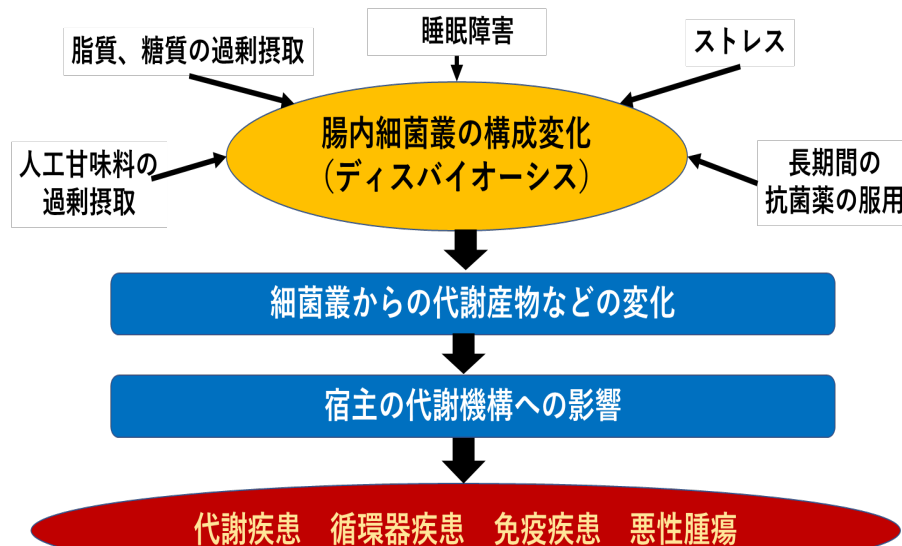 脂質、糖質の過剰摂取
睡眠障害
ストレス
人工甘味料の
過剰摂取
腸内細菌叢の構成変化
（ディスバイオーシス）
長期間の
抗菌薬の服用
細菌叢からの代謝産物などの変化
宿主の代謝機構への影響
代謝疾患　循環器疾患　免疫疾患　悪性腫瘍